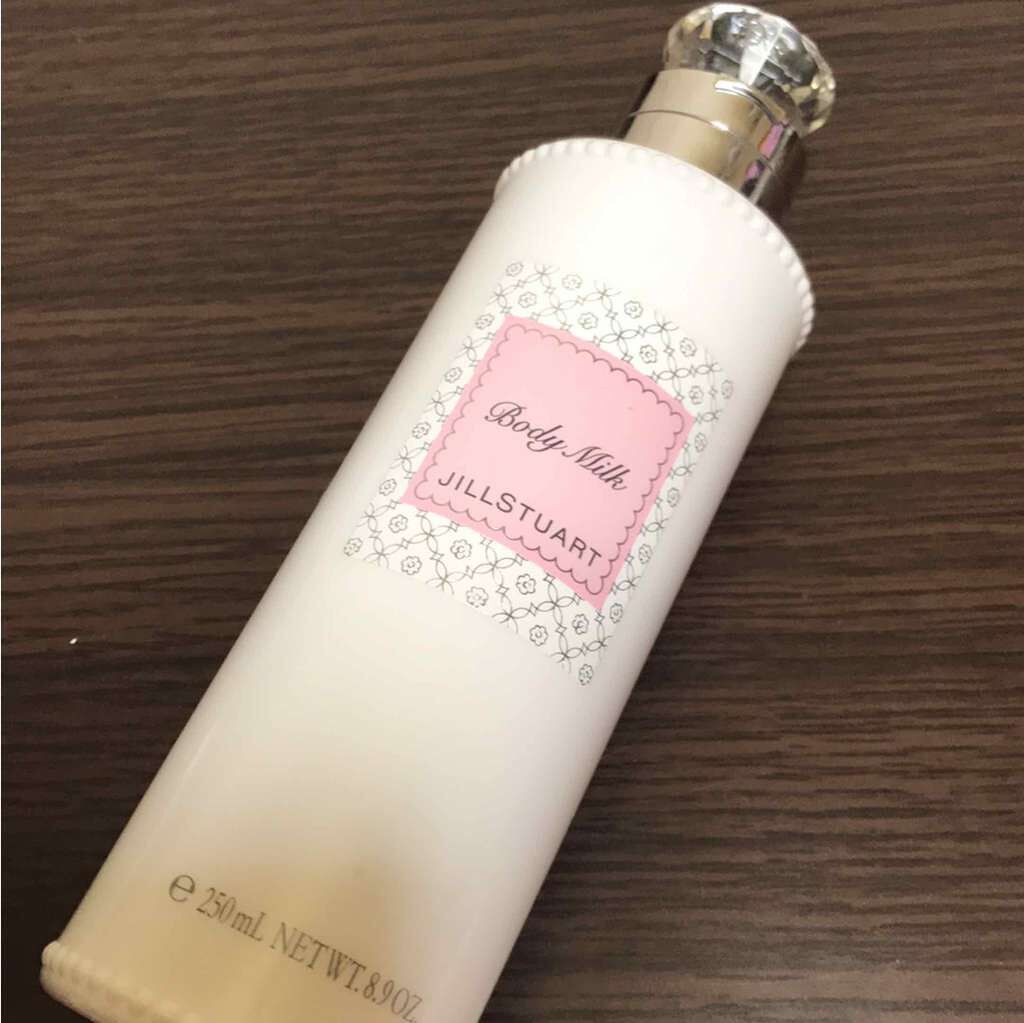 Body Milk
JILLSTUART
℮ 250mL NETWT.8.9OZ.